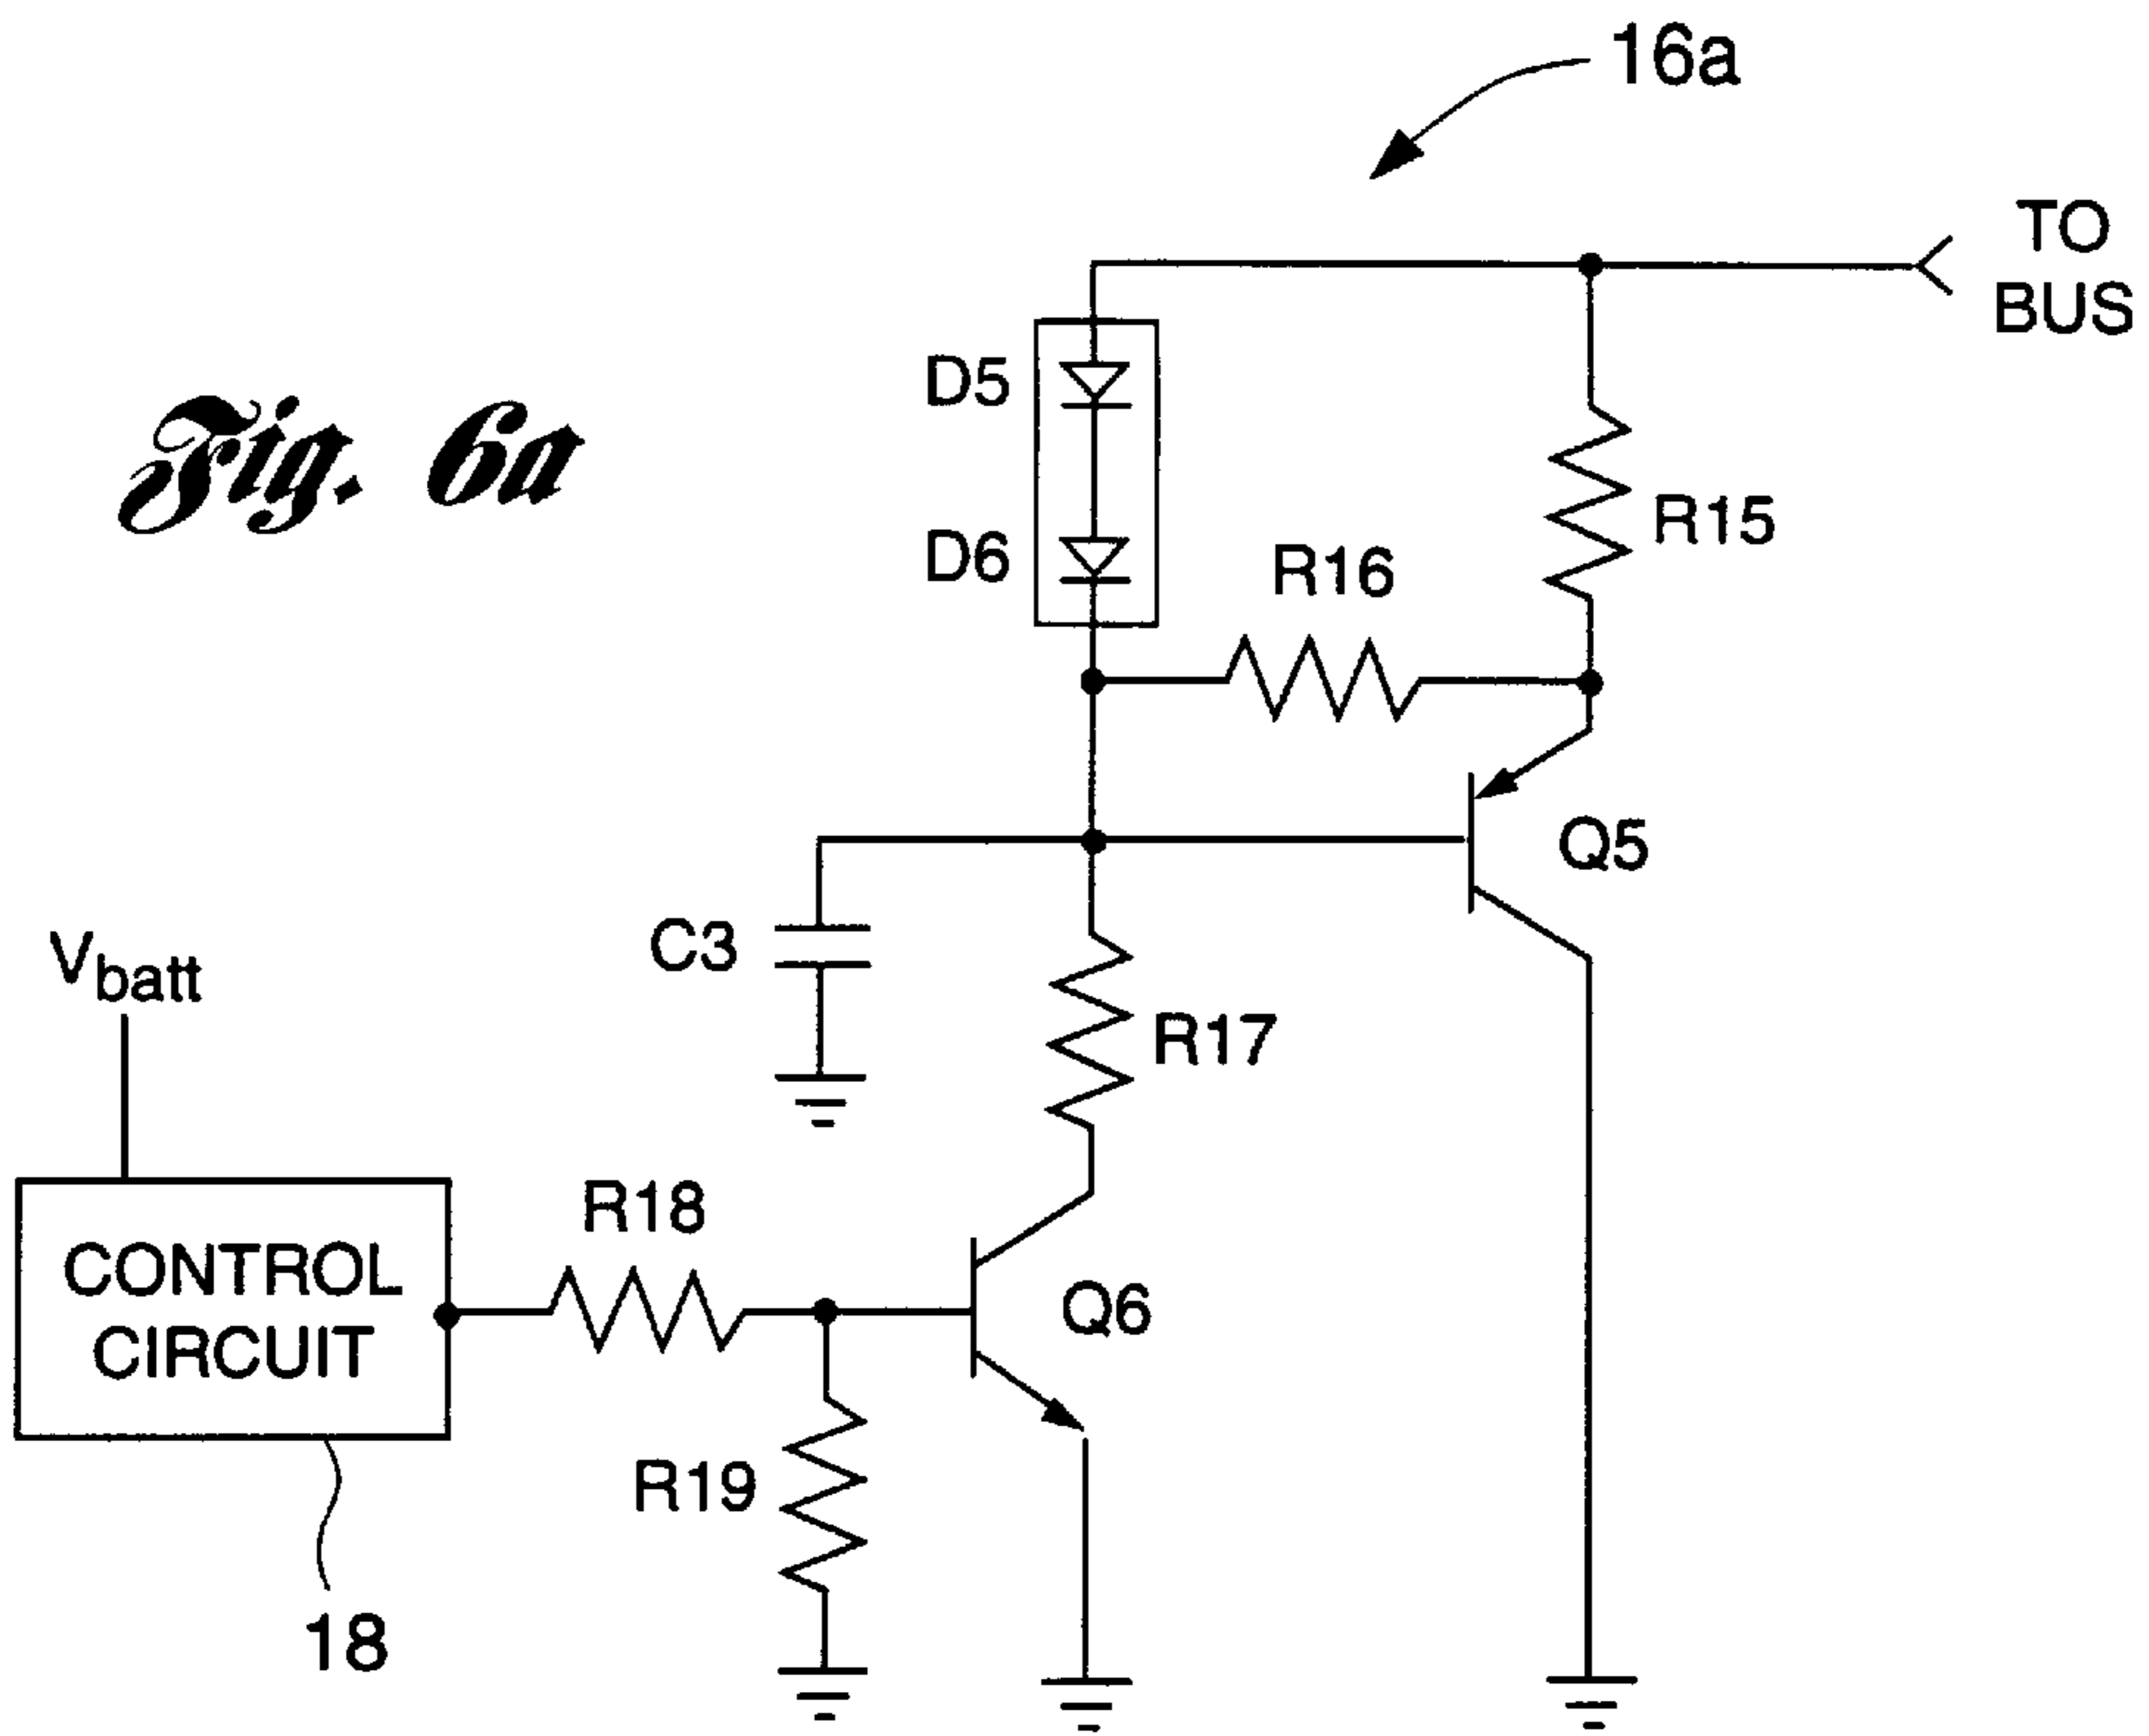 16a
TO
BUS
Fig. 6a
D5
R15
D6
R16
Q5
C3
Vbatt
R17
R18
CONTROL
CIRCUIT
Q6
R19
18